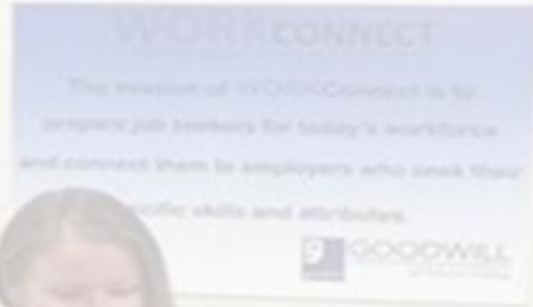 WORKCONNECT
The mission of WORKConnect is to
prepare job seekers for today's workforce
and connect them to employers who seek their
skills and attributes.
GOODWILL